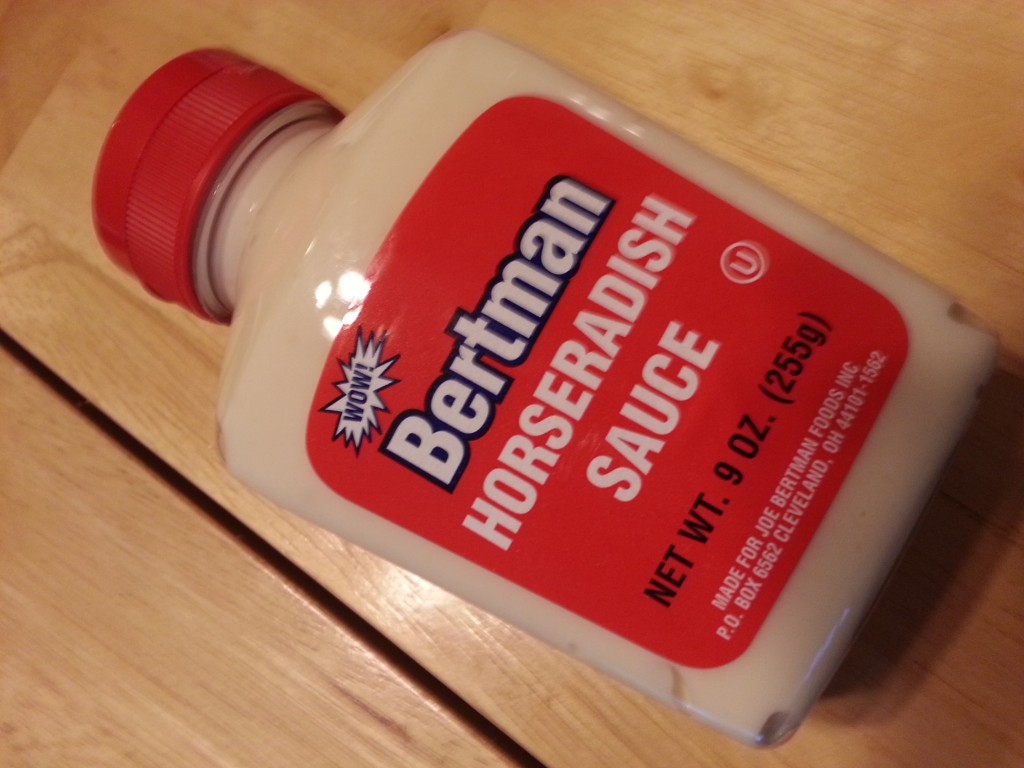 WOW!
Bertman
HORSERADISH
SAUCE
U
NET WT. 9 OZ. (255g)
MADE FOR JOE BERTMAN FOODS INC
P.O. BOX 6562 CLEVELAND, OH 44101-1562